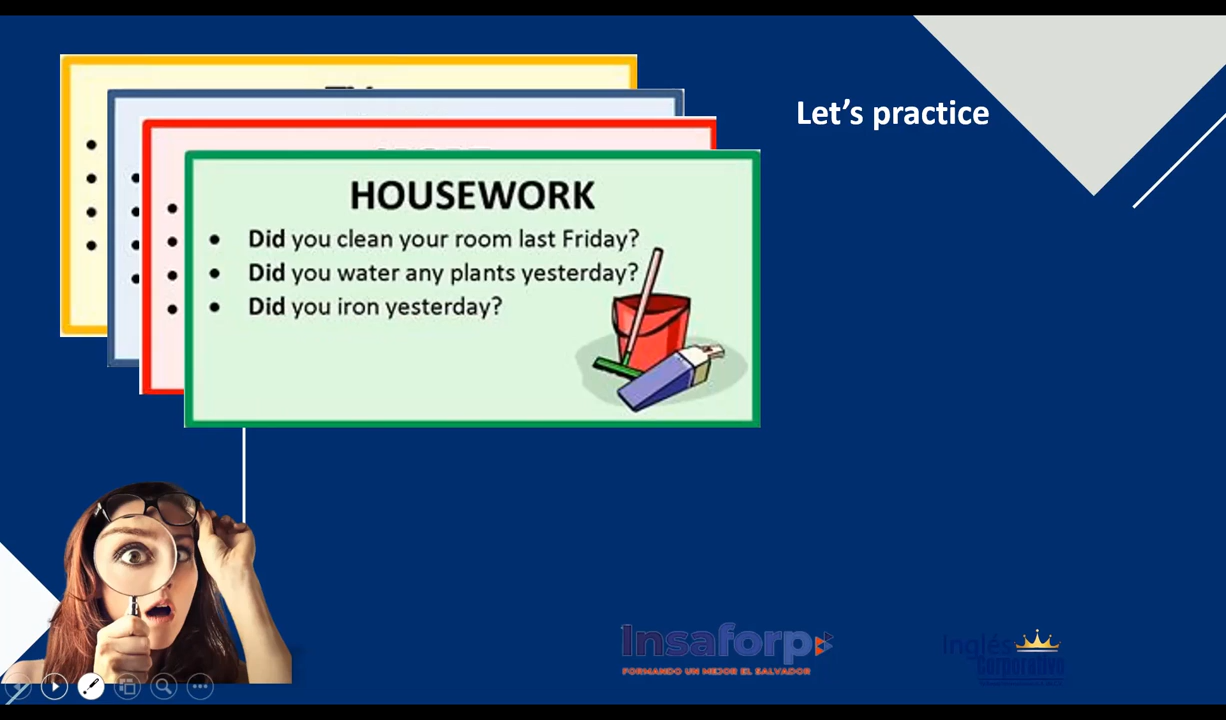 Let's practice
HOUSEWORK
• Did you clean your room last Friday?
• Did you water any plants yesterday?
• Did you iron yesterday?
Insaforp
FORMANDO UN MEJOR EL SALVADOR
Inglés
Corporativo